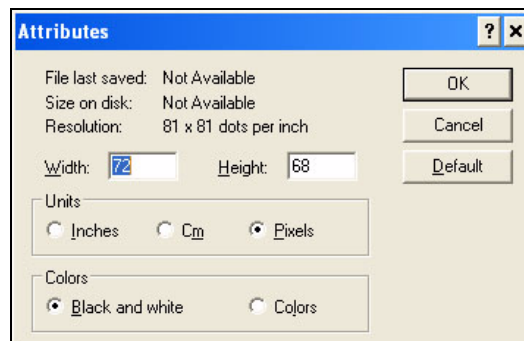 Attributes
File last saved: Not Available
Size on disk: Not Available
Resolution: 81 x 81 dots per inch
OK
Cancel
Default
Width: 72 Height: 68
Units
Inches Cm Pixels
Colors
Black and white Colors